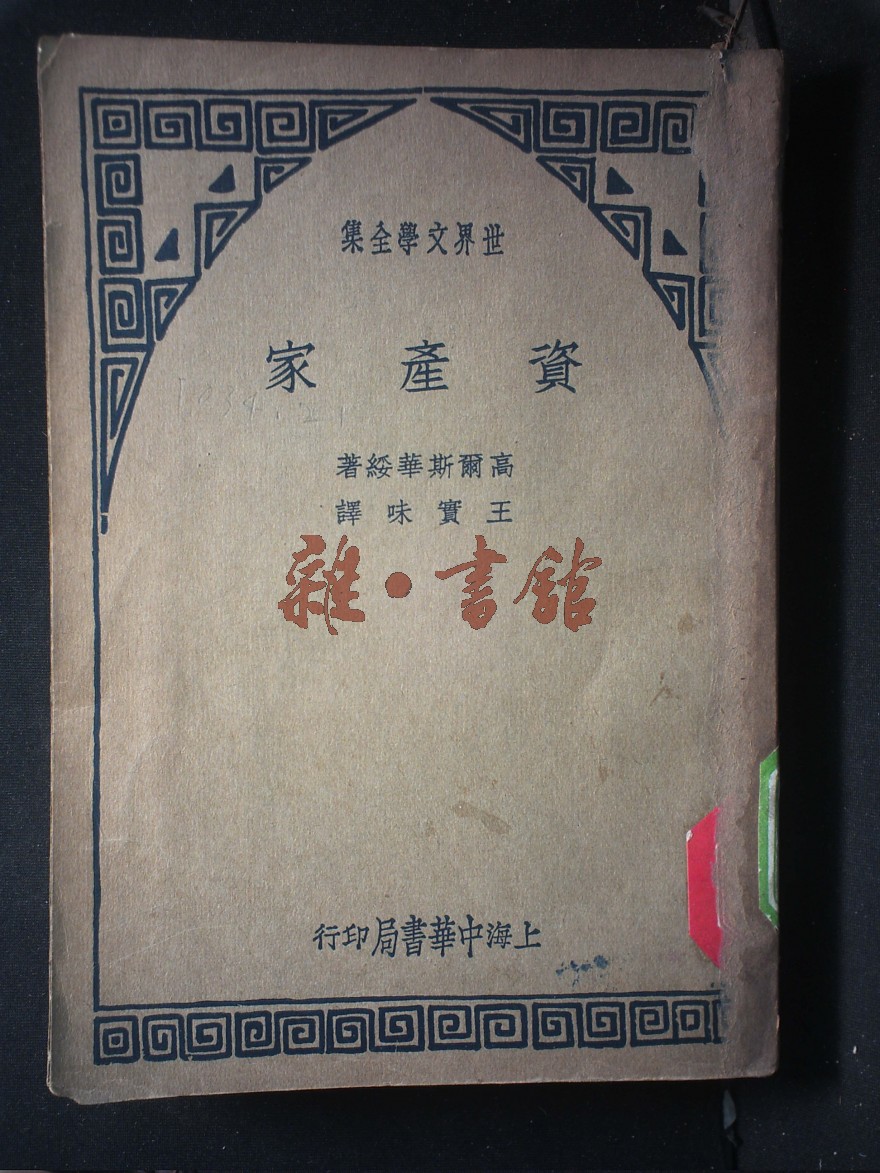 世界文學全集
資產家
高爾斯華綏著
王實味譯
雜·書館
上海中華書局印行